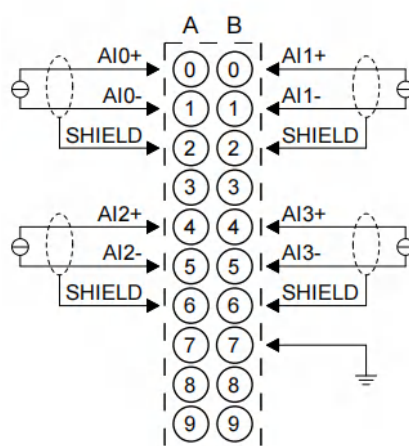 A B
AI0+ 0 0 AI1+
AI0- 1 1 AI1-
SHIELD 2 2 SHIELD
3 3
AI2+ 4 4 AI3+
AI2- 5 5 AI3-
SHIELD 6 6 SHIELD
7 7
8 8
9 9